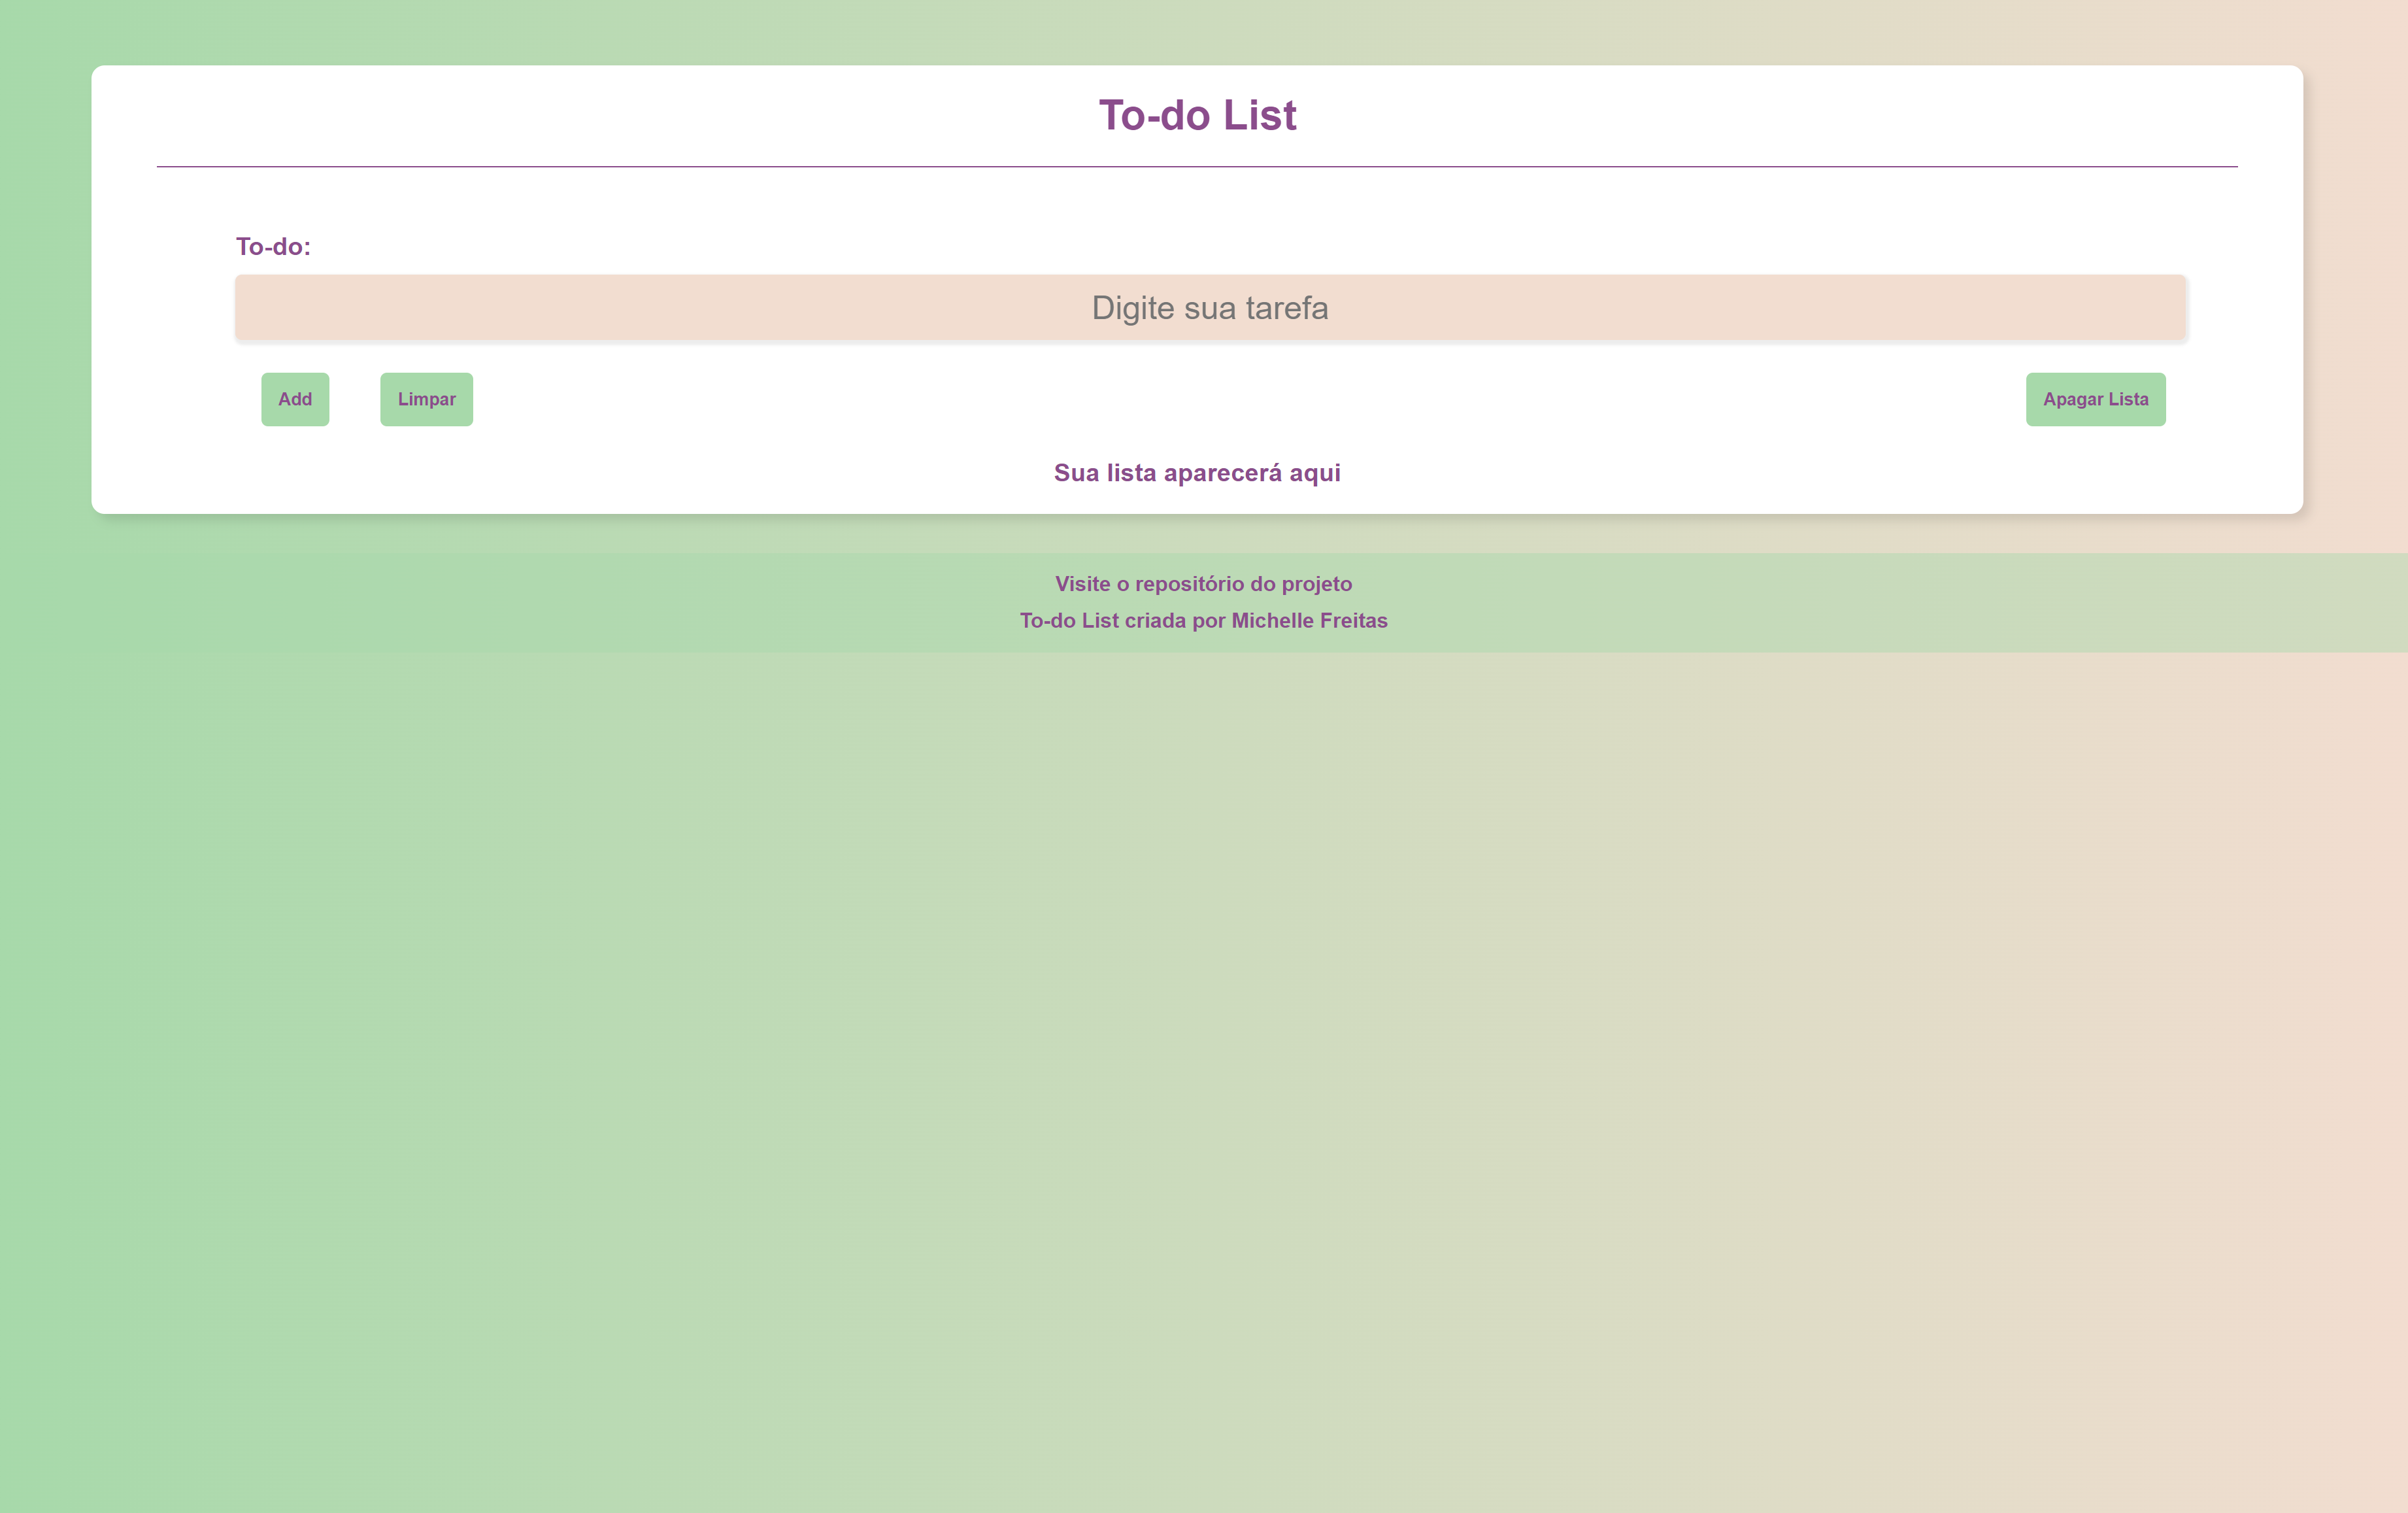 To-do List
To-do:
Digite sua tarefa
Add
Limpar
Apagar Lista
Sua lista aparecerá aqui
Visite o repositório do projeto
To-do List criada por Michelle Freitas